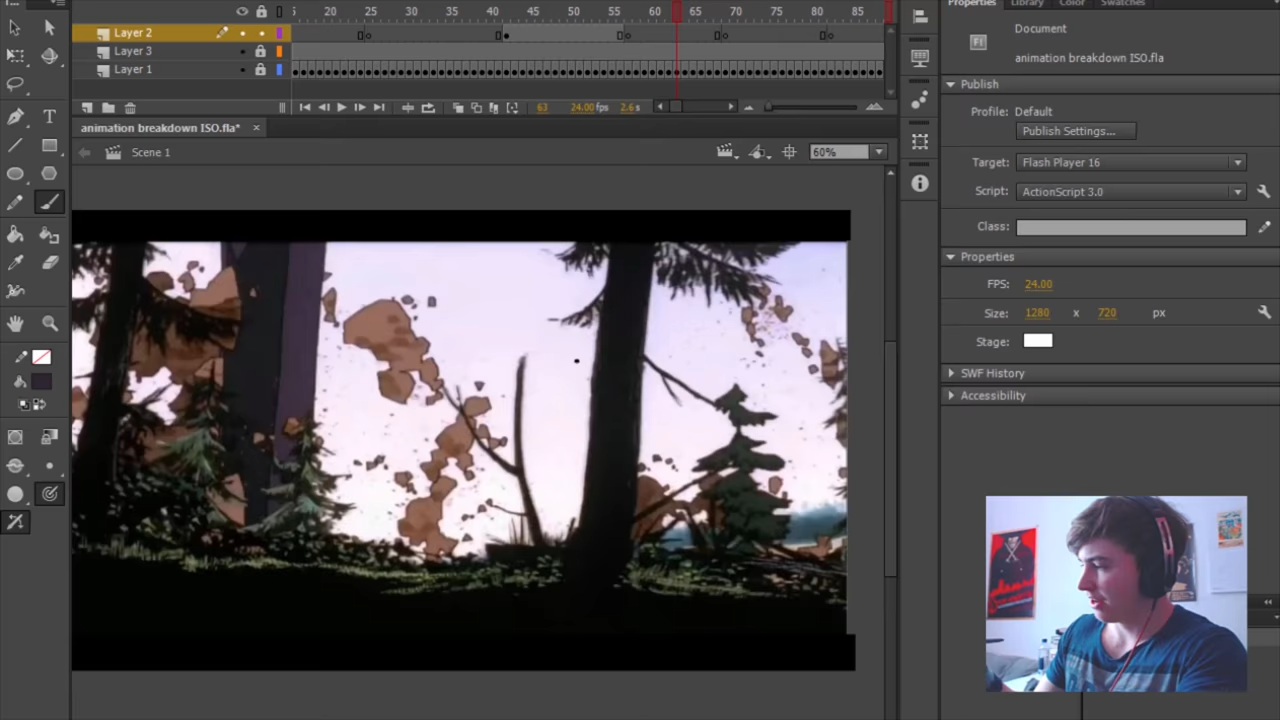 Properties Library Color Swatches
20 25 30 35 40 45 50 55 60 65 70 75 80 85
Layer 2
Layer 3
Layer 1
63 24.00 fps 2.6 s
animation breakdown ISO.fla*
Scene 1
60%
Document
Fl
animation breakdown ISO.fla
Publish
Profile: Default
Publish Settings...
Target: Flash Player 16
Script: ActionScript 3.0
Class:
Properties
FPS: 24.00
Size: 1280 x 720 px
Stage:
SWF History
Accessibility